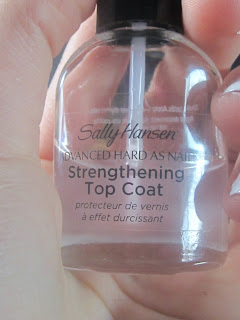 Sally Hansen
ADVANCED HARD AS NAILS
Strengthening
Top Coat
protecteur de vernis
à effet durcissant